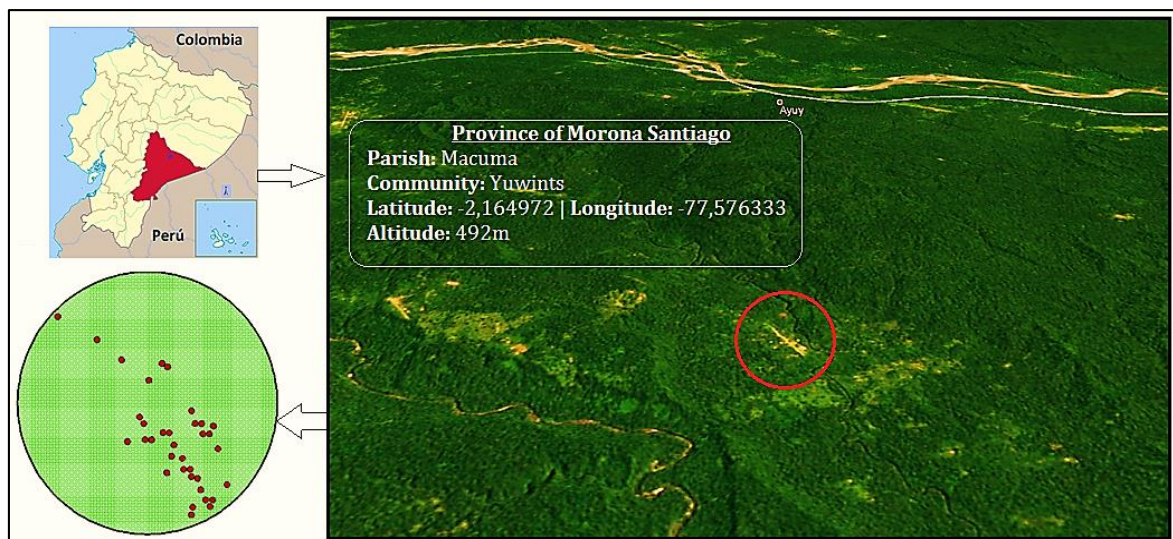 Colombia
Perú
Province of Morona Santiago
Parish: Macuma
Community: Yuwints
Latitude: -2,164972 | Longitude: -77,576333
Altitude: 492m
Ayuy